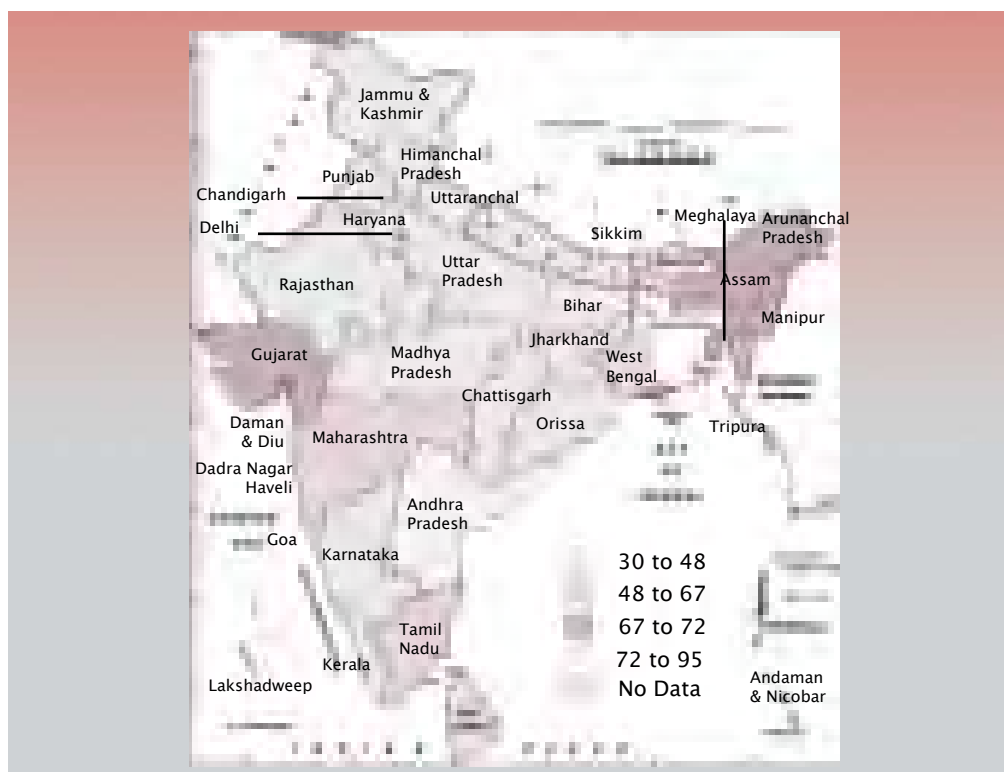 Jammu &
Kashmir
Himanchal
Pradesh
Punjab
Chandigarh
Uttaranchal
Haryana
Delhi
Meghalaya
Arunanchal
Pradesh
Sikkim
Uttar
Pradesh
Rajasthan
Assam
Bihar
Manipur
Jharkhand
Gujarat
Madhya
Pradesh
West
Bengal
Chattisgarh
Daman
& Diu
Maharashtra
Orissa
Tripura
Dadra Nagar
Haveli
Andhra
Pradesh
Goa
Karnataka
30 to 48
48 to 67
67 to 72
72 to 95
No Data
Tamil
Nadu
Kerala
Lakshadweep
Andaman
& Nicobar